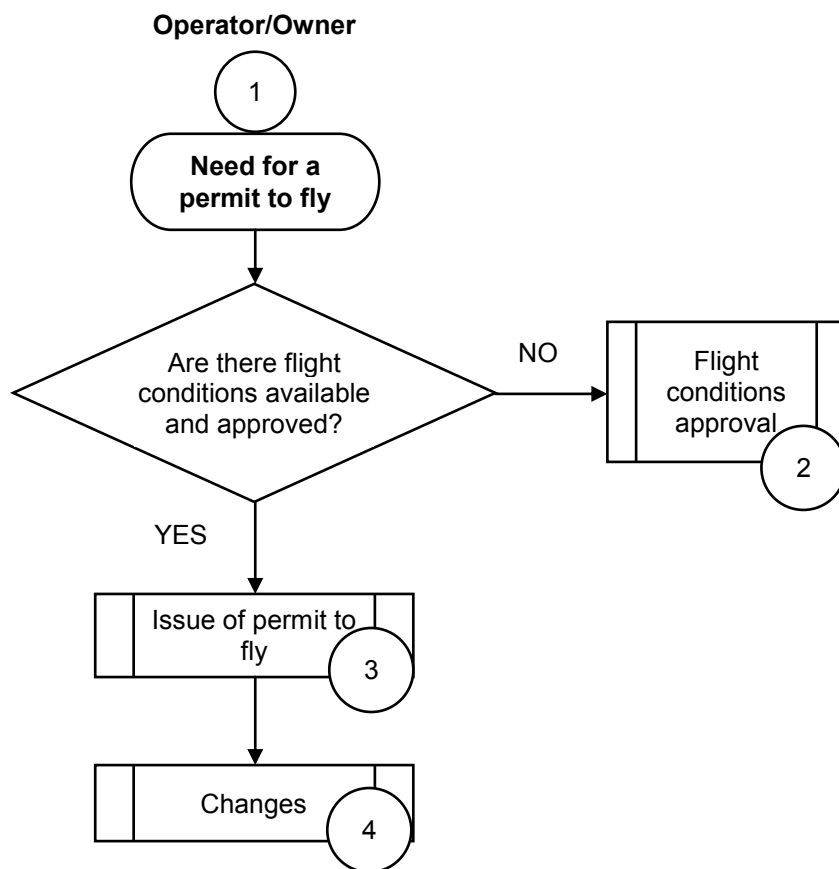 Operator/Owner
1
Need for a
permit to fly
Are there flight
conditions available
and approved?
NO
Flight
conditions
approval
2
YES
Issue of permit to
fly
3
Changes
4